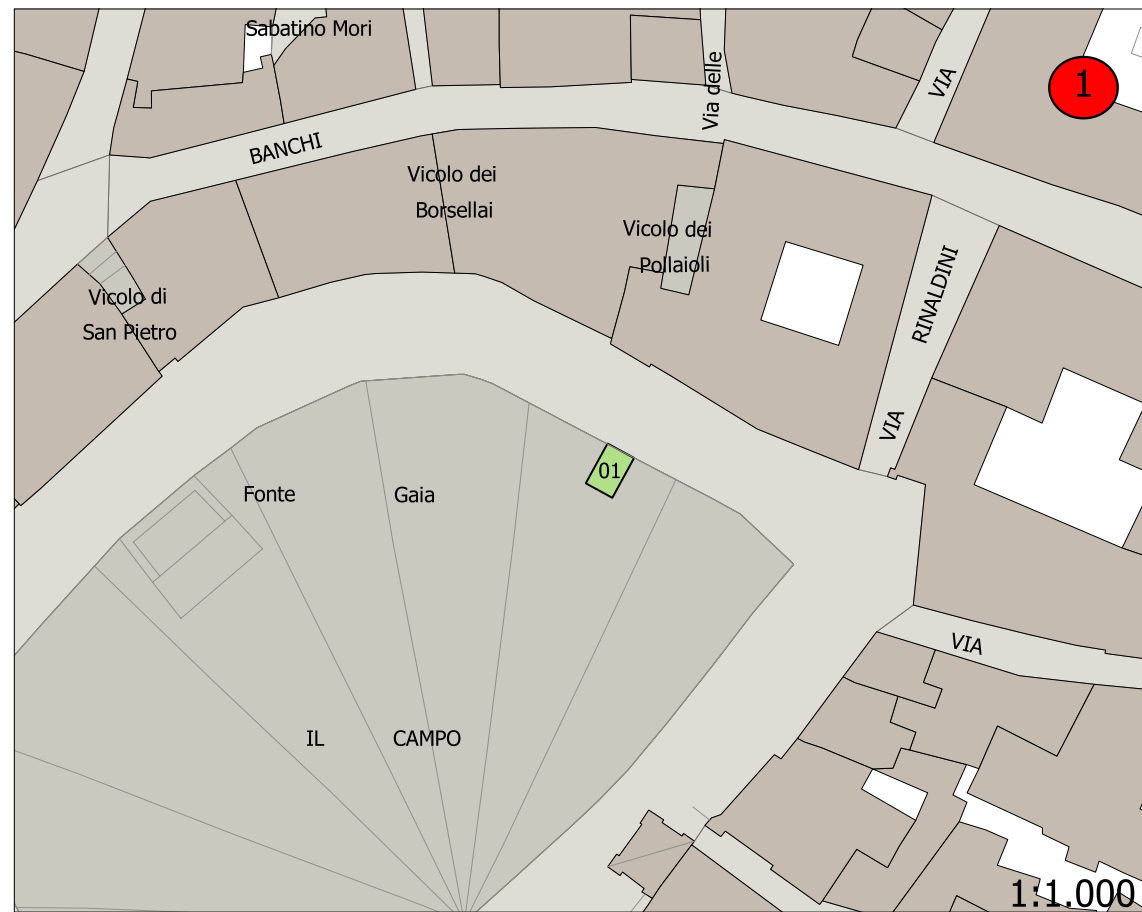 Sabatino Mori
Via delle
VIA
1
BANCHI
Vicolo dei
Borsellai
Vicolo dei
Pollaioli
Vicolo di
San Pietro
RINALDINI
VIA
01
Fonte Gaia
VIA
IL CAMPO
1:1.000